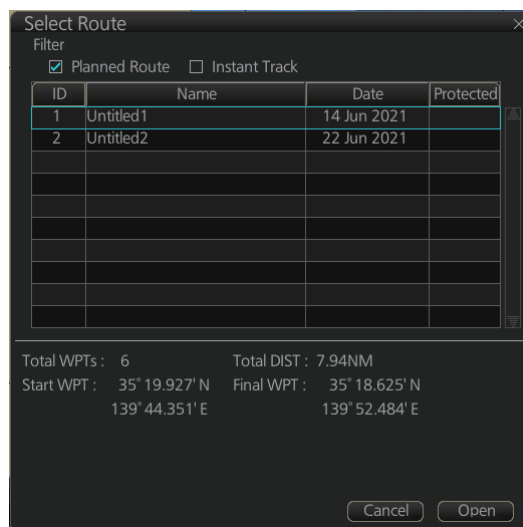 Select Route
Filter
Planned Route Instant Track
ID Name Date Protected
1 Untitled1 14 Jun 2021
2 Untitled2 22 Jun 2021
Total WPTs : 6 Total DIST : 7.94NM
Start WPT : 35°19.927' N Final WPT : 35°18.625' N
139°44.351' E 139°52.484' E
Cancel Open